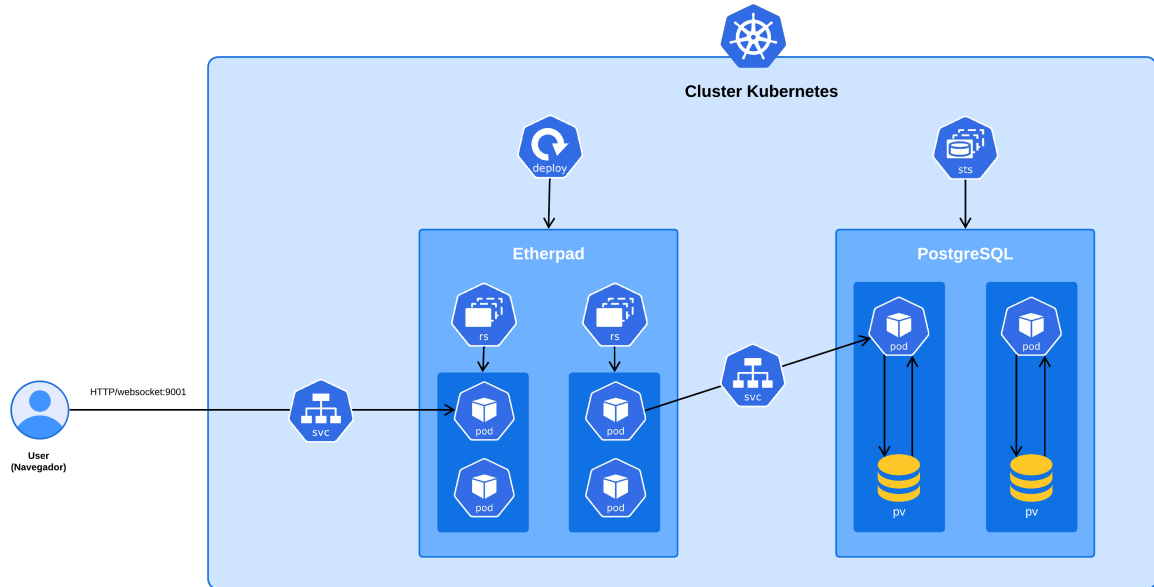 Cluster Kubernetes
deploy
sts
Etherpad
PostgreSQL
rs
rs
pod
pod
HTTP/websocket:9001
svc
svc
pod
pod
User
(Navegador)
pod
pod
pv
pv